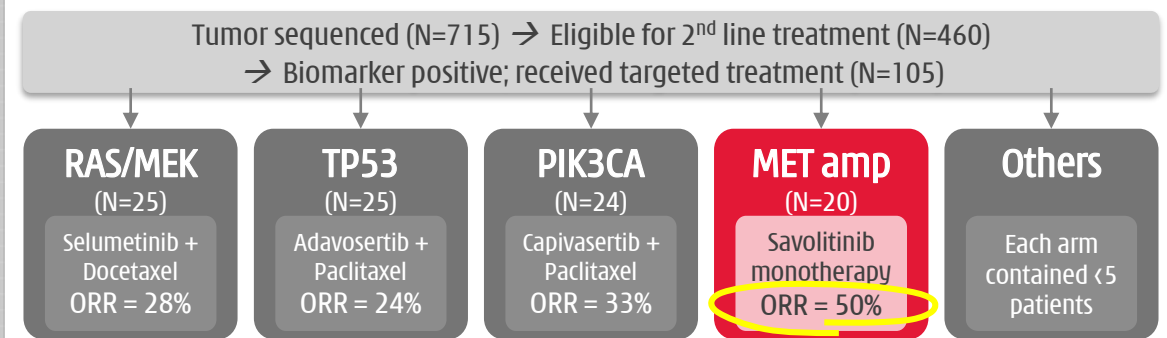 Tumor sequenced (N=715) → Eligible for 2nd line treatment (N=460)
→ Biomarker positive; received targeted treatment (N=105)
RAS/MEK
(N=25)
Selumetinib +
Docetaxel
ORR = 28%
TP53
(N=25)
Adavosertib +
Paclitaxel
ORR = 24%
PIK3CA
(N=24)
Capivasertib +
Paclitaxel
ORR = 33%
MET amp
(N=20)
Savolitinib
monotherapy
ORR = 50%
Others
Each arm
contained <5
patients